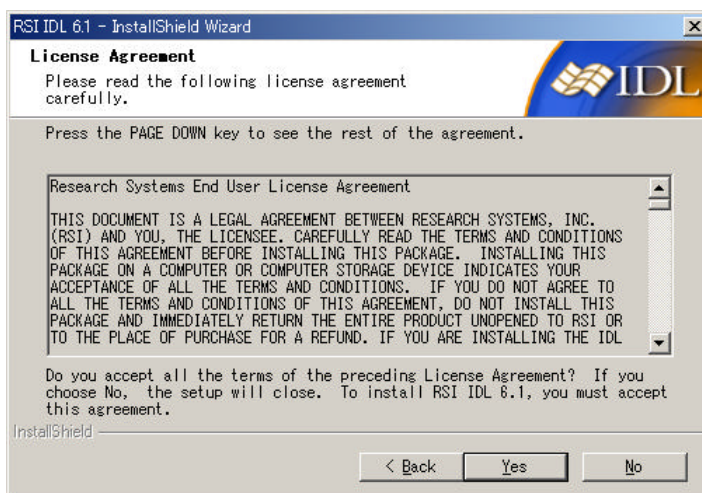 RSI IDL 6.1 - InstallShield Wizard
License Agreement
Please read the following license agreement
carefully.
IDL
Press the PAGE DOWN key to see the rest of the agreement.
Research Systems End User License Agreement
THIS DOCUMENT IS A LEGAL AGREEMENT BETWEEN RESEARCH SYSTEMS, INC.
(RSI) AND YOU, THE LICENSEE. CAREFULLY READ THE TERMS AND CONDITIONS
OF THIS AGREEMENT BEFORE INSTALLING THIS PACKAGE.  INSTALLING THIS
PACKAGE ON A COMPUTER OR COMPUTER STORAGE DEVICE INDICATES YOUR
ACCEPTANCE OF ALL THE TERMS AND CONDITIONS.  IF YOU DO NOT AGREE TO
ALL THE TERMS AND CONDITIONS OF THIS AGREEMENT, DO NOT INSTALL THIS
PACKAGE AND IMMEDIATELY RETURN THE ENTIRE PRODUCT UNOPENED TO RSI OR
TO THE PLACE OF PURCHASE FOR A REFUND. IF YOU ARE INSTALLING THE IDL
Do you accept all the terms of the preceding License Agreement?  If you
choose No,  the setup will close.  To install RSI IDL 6.1, you must accept
this agreement.
InstallShield
< Back
Yes
No